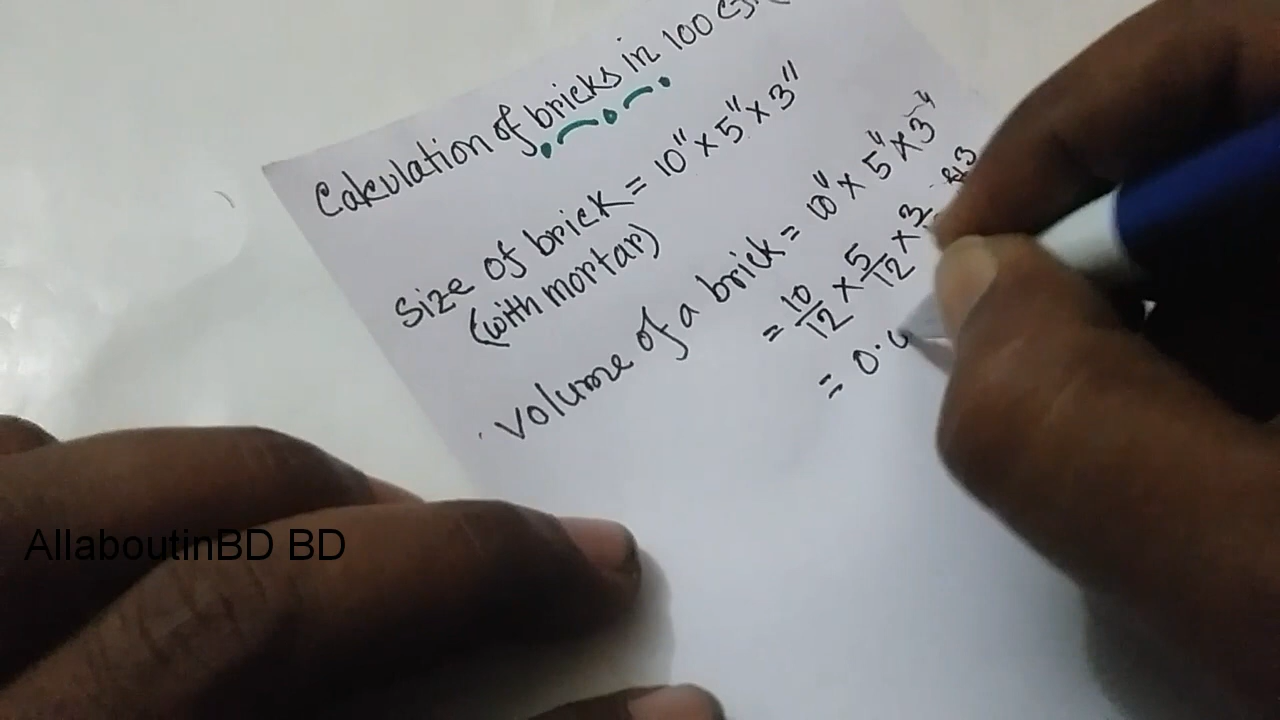 Calculation of bricks in 100
Size of brick = 10" × 5" × 3"
(with mortar)
Volume of a brick = 10" × 5" × 3"
= 10/12 × 5/12 × 3/
= 0.
AllaboutinBD BD